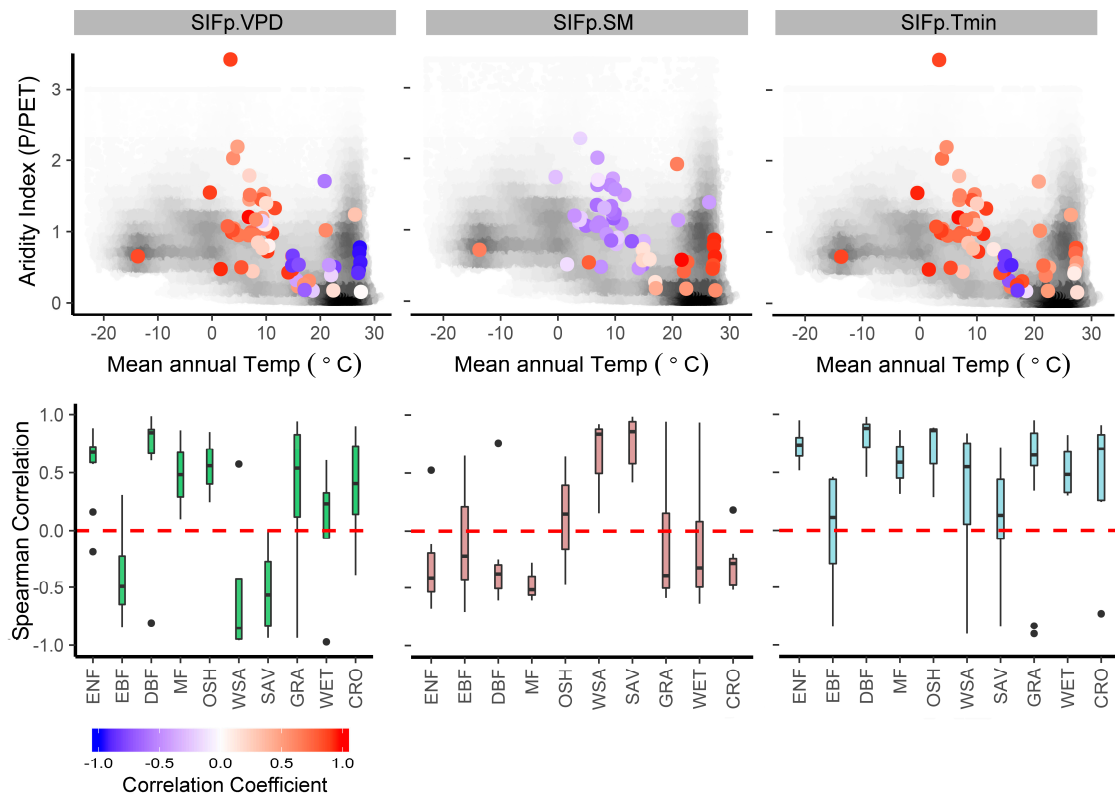 SIFp.VPD SIFp.SM SIFp.Tmin
Aridity Index (P/PET)
3
2
1
0
-20 -10 0 10 20 30
-20 -10 0 10 20 30
-20 -10 0 10 20 30
Mean annual Temp ( ° C) Mean annual Temp ( ° C) Mean annual Temp ( ° C)
Spearman Correlation
1.0
0.5
0.0
-0.5
-1.0
ENF EBF DBF MF OSH WSA SAV GRA WET CRO
ENF EBF DBF MF OSH WSA SAV GRA WET CRO
ENF EBF DBF MF OSH WSA SAV GRA WET CRO
-1.0 -0.5 0.0 0.5 1.0
Correlation Coefficient